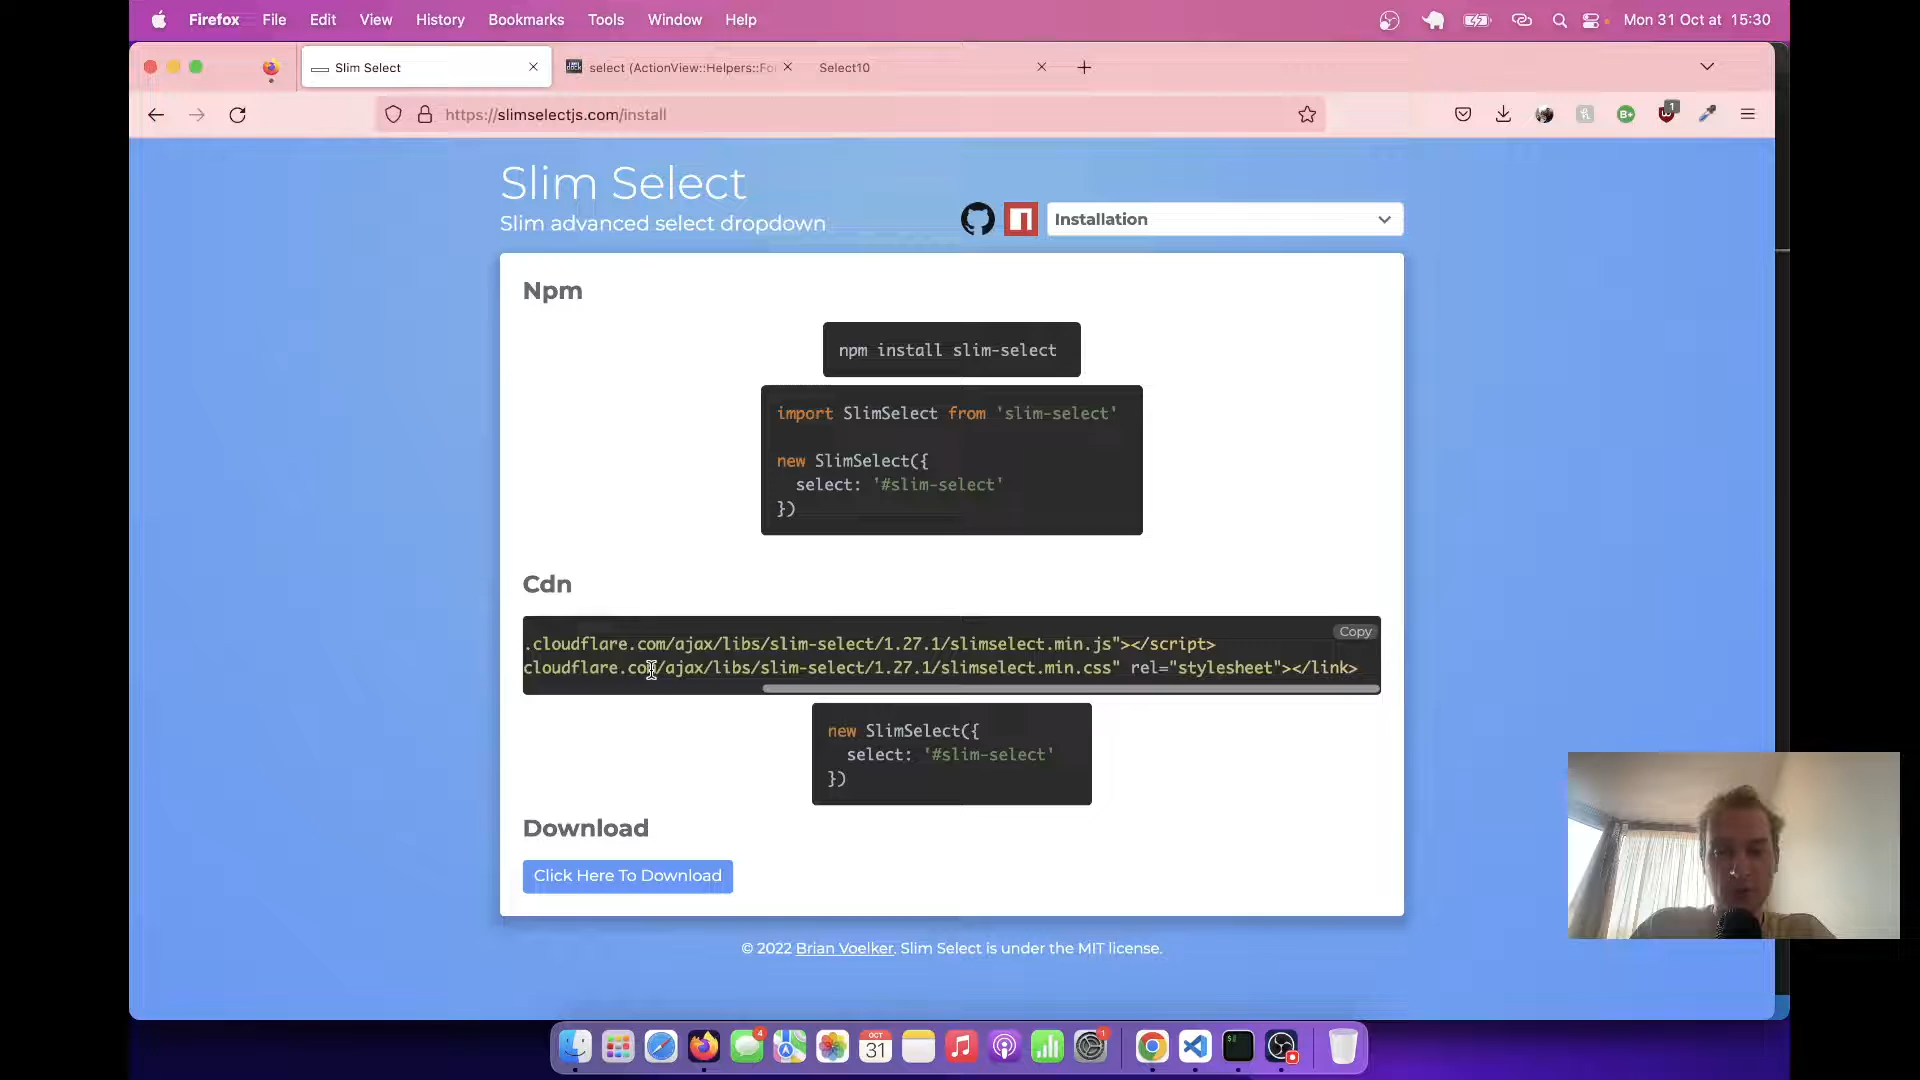 Firefox File Edit View History Bookmarks Tools Window Help Mon 31 Oct at 15:30
Slim Select select (ActionView::Helpers::Fo Select10
https://slimselectjs.com/install
Slim Select
Slim advanced select dropdown
Installation
Npm
npm install slim-select
import SlimSelect from 'slim-select'
new SlimSelect({
select: '#slim-select'
})
Cdn
Copy
.cloudflare.com/ajax/libs/slim-select/1.27.1/slimselect.min.js"></script>
cloudflare.com/ajax/libs/slim-select/1.27.1/slimselect.min.css" rel="stylesheet"></link>
new SlimSelect({
select: '#slim-select'
})
Download
Click Here To Download
© 2022 Brian Voelker. Slim Select is under the MIT license.
4
OCT
31
1